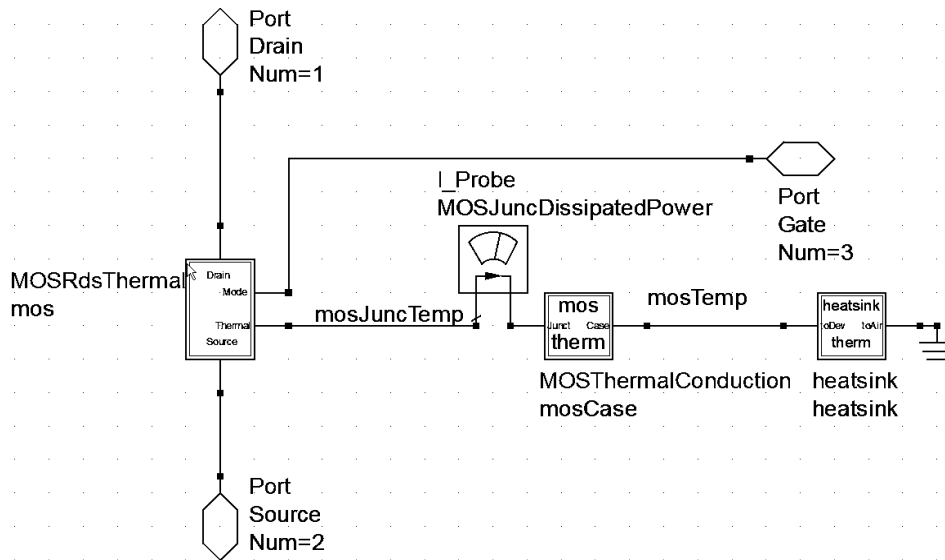 Port
Drain
Num=1
I_Probe
MOSJuncDissipatedPower
Port
Gate
Num=3
MOSRdsThermal
mos
Drain
Mode
Thermal
Source
mosJuncTemp
mos
Junct Case
therm
mosTemp
heatsink
toDev toAir
therm
MOSThermalConduction
mosCase
heatsink
heatsink
Port
Source
Num=2